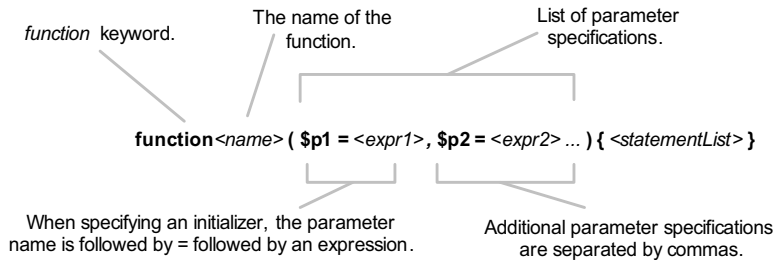 function keyword.
The name of the
function.
List of parameter
specifications.
function<name> ( $p1 = <expr1>, $p2 = <expr2> ... ) { <statementList> }
When specifying an initializer, the parameter
name is followed by = followed by an expression.
Additional parameter specifications
are separated by commas.